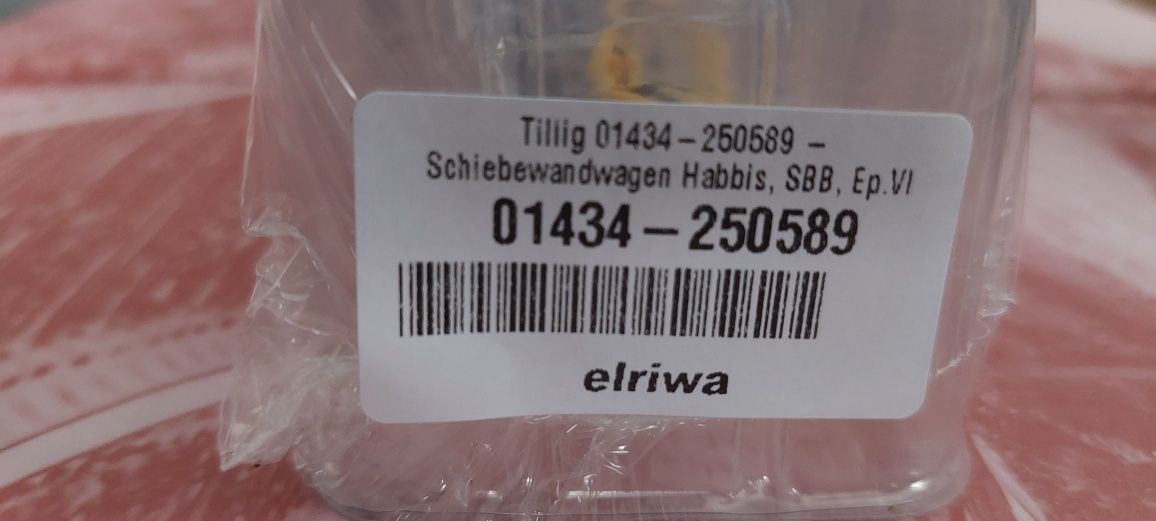 Tillig 01434-250589 -
Schiebewandwagen Habbis, SBB, Ep.VI
01434-250589
elriwa